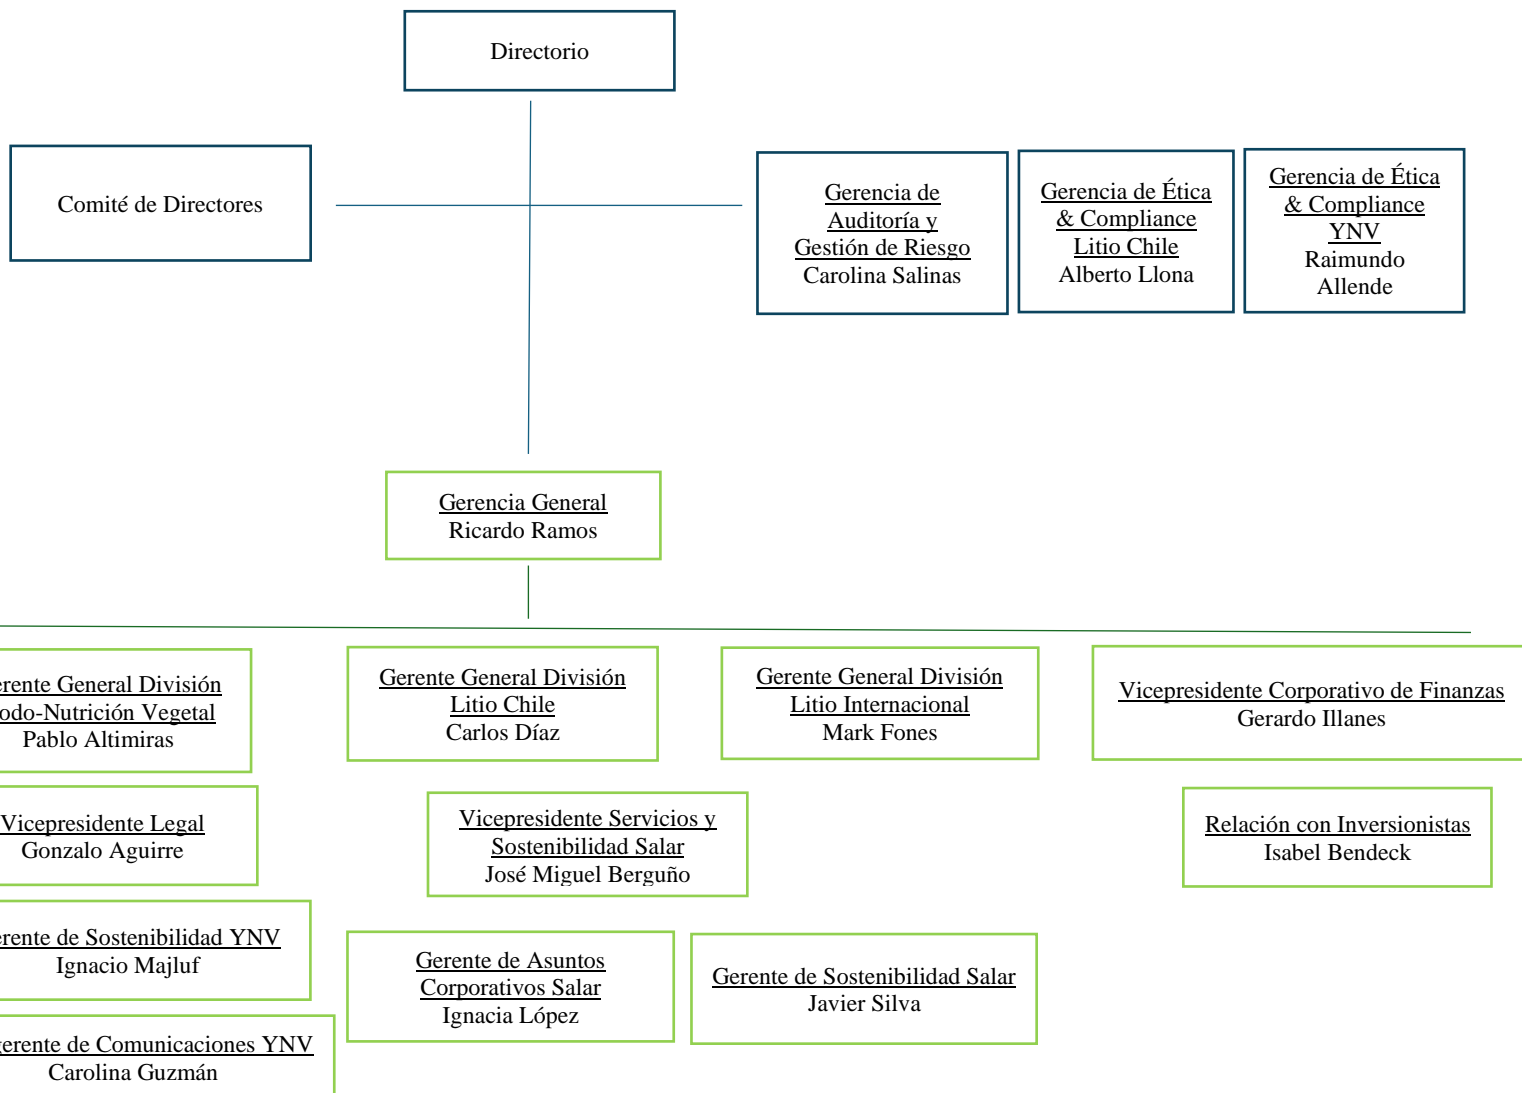 Directorio
Comité de Directores
Gerencia de
Auditoría y
Gestión de Riesgo
Carolina Salinas
Gerencia de Ética
& Compliance
Litio Chile
Alberto Llona
Gerencia de Ética
& Compliance
YNV
Raimundo
Allende
Gerencia General
Ricardo Ramos
General División
Vegetal
Pablo Altimiras
Gerente General División
Litio Chile
Carlos Díaz
Gerente General División
Litio Internacional
Mark Fones
Vicepresidente Corporativo de Finanzas
Gerardo Illanes
Vicepresidente Legal
Gonzalo Aguirre
Vicepresidente Servicios y
Sostenibilidad Salar
José Miguel Berguño
Relación con Inversionistas
Isabel Bendeck
de Sostenibilidad YNV
Ignacio Majluf
Gerente de Asuntos
Corporativos Salar
Ignacia López
Gerente de Sostenibilidad Salar
Javier Silva
de Comunicaciones YNV
Carolina Guzmán